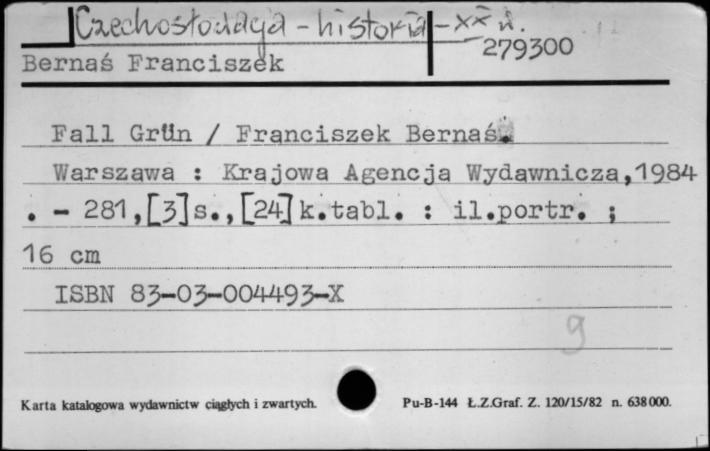 Czechosłowacja - historia - XX w.
279300
Bernaś Franciszek
Fall Grün / Franciszek Bernaś.
Warszawa : Krajowa Agencja Wydawnicza,1984
. - 281,[3]s.,[24]k.tabl. : il.portr. ;
16 cm
ISBN 83-03-004493-X
9
Karta katalogowa wydawnictw ciągłych i zwartych. Pu-B-144 Ł.Z.Graf. Z. 120/15/82 n. 638000.